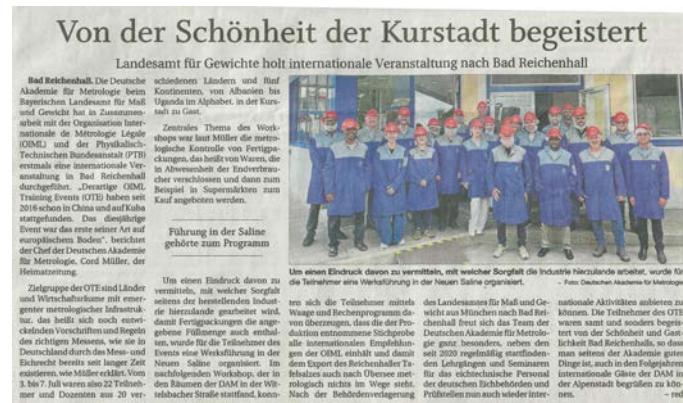 Von der Schönheit der Kurstadt begeistert
Landesamt für Gewichte holt internationale Veranstaltung nach Bad Reichenhall
Bad Reichenhall. Die Deutsche
Akademie für Metrologie beim
Bayerischen Landesamt für Maß
und Gewicht hat in Zusammen-
arbeit mit der Organisation Inter-
nationale de Métrologie Légale
(OIML) und der Physikalisch-
Technischen Bundesanstalt (PTB)
erstmals eine internationale Ver-
anstaltung in Bad Reichenhall
durchgeführt. „Derartige OIML
Training Events (OTE) haben seit
2016 schon in China und auf Kuba
stattgefunden. Das diesjährige
Event war das erste seiner Art auf
europäischem Boden“, berichtet
der Chef der Deutschen Akademie
für Metrologie, Cord Müller, der
Heimatzeitung.
Zielgruppe der OTE sind Länder
und Wirtschaftsräume mit emer-
genter metrologischer Infrastruk-
tur, das heißt sich noch entwi-
ckelnden Vorschriften und Regeln
des richtigen Messens, wie sie in
Deutschland durch das Mess- und
Eichrecht bereits seit langer Zeit
existieren, wie Müller erklärt. Vom
3. bis 7. Juli waren also 22 Teilneh-
mer und Dozenten aus 20 ver-
schiedenen Ländern und fünf
Kontinenten, von Albanien bis
Uganda im Alphabet, in der Kurs-
tadt zu Gast.
Zentrales Thema des Work-
shops war laut Müller die metro-
logische Kontrolle von Fertigpa-
ckungen, das heißt von Waren, die
in Abwesenheit der Endverbrau-
cher verschlossen und dann zum
Beispiel in Supermärkten zum
Kauf angeboten werden.
Führung in der Saline
gehörte zum Programm
Um einen Eindruck davon zu
vermitteln, mit welcher Sorgfalt
seitens der herstellenden Indust-
rie hierzulande gearbeitet wird,
damit Fertigpackungen die ange-
gebene Füllmenge auch enthal-
ten, wurde für die Teilnehmer des
Events eine Werksführung in der
Neuen Saline organisiert. Im
nachfolgenden Workshop, der in
den Räumen der DAM in der Wit-
telsbacher Straße stattfand, konn-
Um einen Eindruck davon zu vermitteln, mit welcher Sorgfalt die Industrie hierzulande arbeitet, wurde für
die Teilnehmer eine Werksführung in der Neuen Saline organisiert. – Foto: Deutschen Akademie für Metrologie
ten sich die Teilnehmer mittels
Waage und Rechenprogramm da-
von überzeugen, dass die der Pro-
duktion entnommene Stichprobe
alle internationalen Empfehlun-
gen der OIML einhält und damit
dem Export des Reichenhaller Ta-
felsalzes auch nach Übersee met-
rologisch nichts im Wege steht.
Nach der Behördenverlagerung
des Landesamtes für Maß und Ge-
wicht aus München nach Bad Rei-
chenhall freut sich das Team der
Deutschen Akademie für Metrolo-
gie ganz besonders, neben den
seit 2020 regelmäßig stattfinden-
den Lehrgängen und Seminaren
für das eichtechnische Personal
der deutschen Eichbehörden und
Prüfstellen nun auch wieder inter-
nationale Aktivitäten anbieten zu
können. Die Teilnehmer des OTE
waren samt und sonders begeis-
tert von der Schönheit und Gast-
lichkeit Bad Reichenhalls, so dass
man seitens der Akademie guter
Dinge ist, auch in den Folgejahren
internationale Gäste der DAM in
der Alpenstadt begrüßen zu kön-
nen. – red